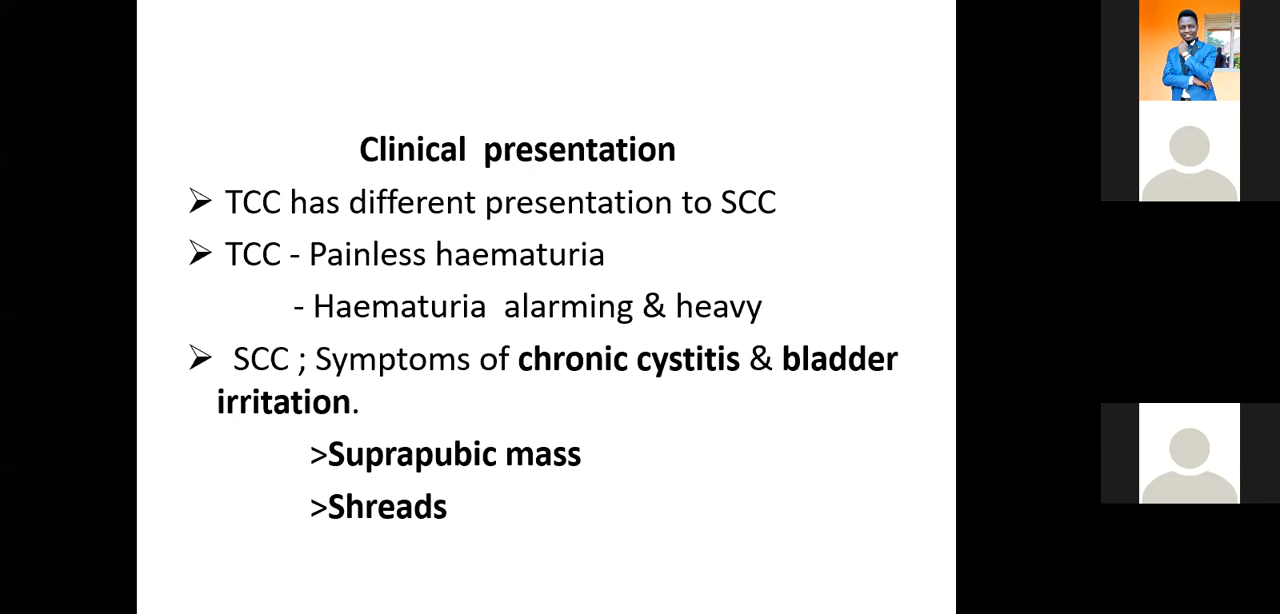 Clinical presentation
➢ TCC has different presentation to SCC
➢ TCC - Painless haematuria
- Haematuria alarming & heavy
➢ SCC ; Symptoms of chronic cystitis & bladder
irritation.
>Suprapubic mass
>Shreads